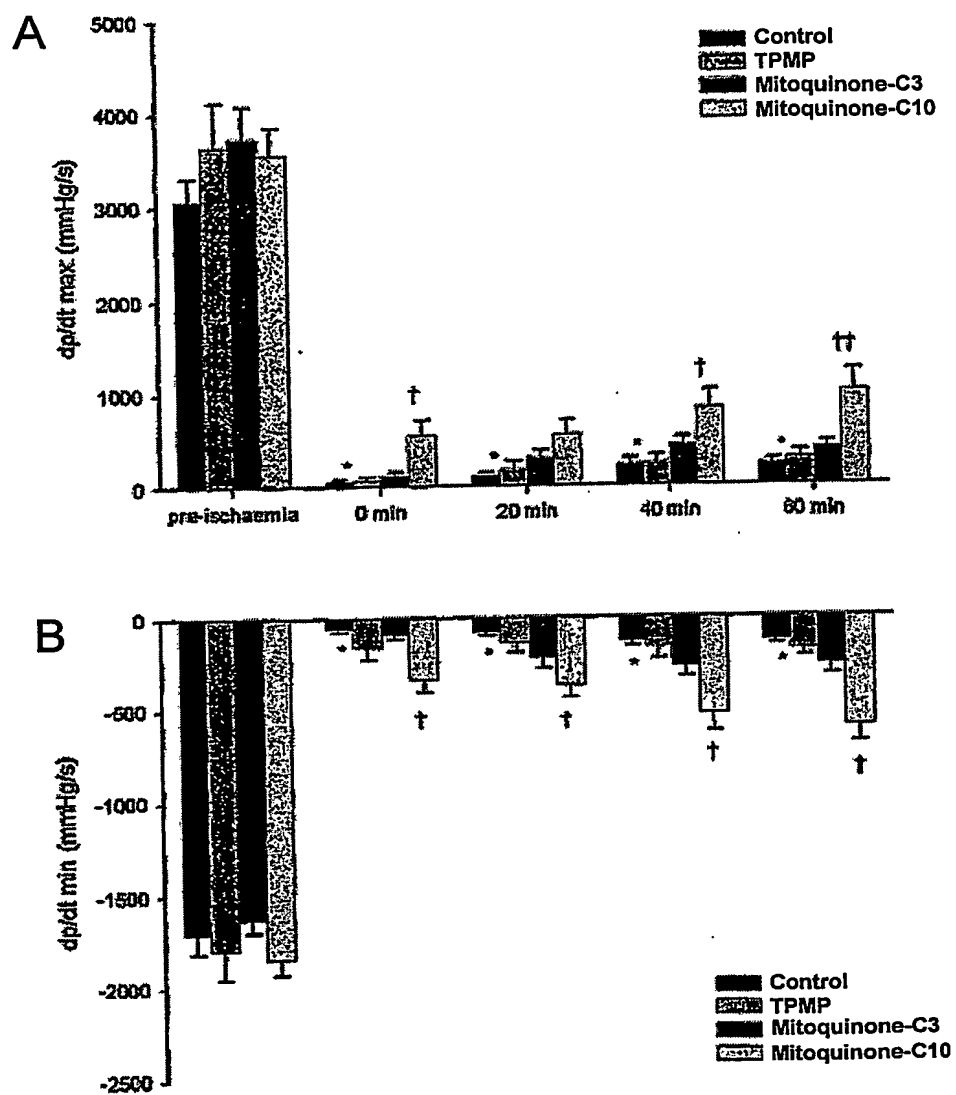 A
5000
4000
3000
2000
1000
0
dp/dt max (mmHg/s)
Control
TPMP
Mitoquinone-C3
Mitoquinone-C10
*
†
*
*
†
*
††
pre-ischaemia
0 min
20 min
40 min
60 min
B
0
-500
-1000
-1500
-2000
-2500
dp/dt min (mmHg/s)
*
†
*
†
*
†
*
†
Control
TPMP
Mitoquinone-C3
Mitoquinone-C10